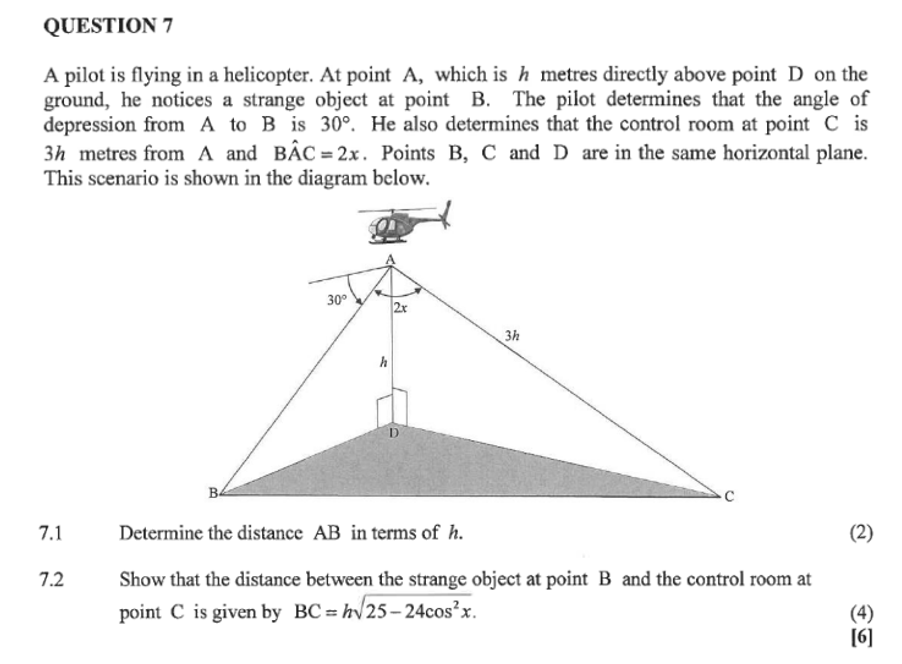 QUESTION 7
A pilot is flying in a helicopter. At point A, which is h metres directly above point D on the
ground, he notices a strange object at point B. The pilot determines that the angle of
depression from A to B is 30°. He also determines that the control room at point C is
3h metres from A and BÂC = 2x. Points B, C and D are in the same horizontal plane.
This scenario is shown in the diagram below.
A
30°
2x
3h
h
D
B
C
7.1 Determine the distance AB in terms of h. (2)
7.2 Show that the distance between the strange object at point B and the control room at
point C is given by BC = h√25 – 24cos²x. (4)
[6]